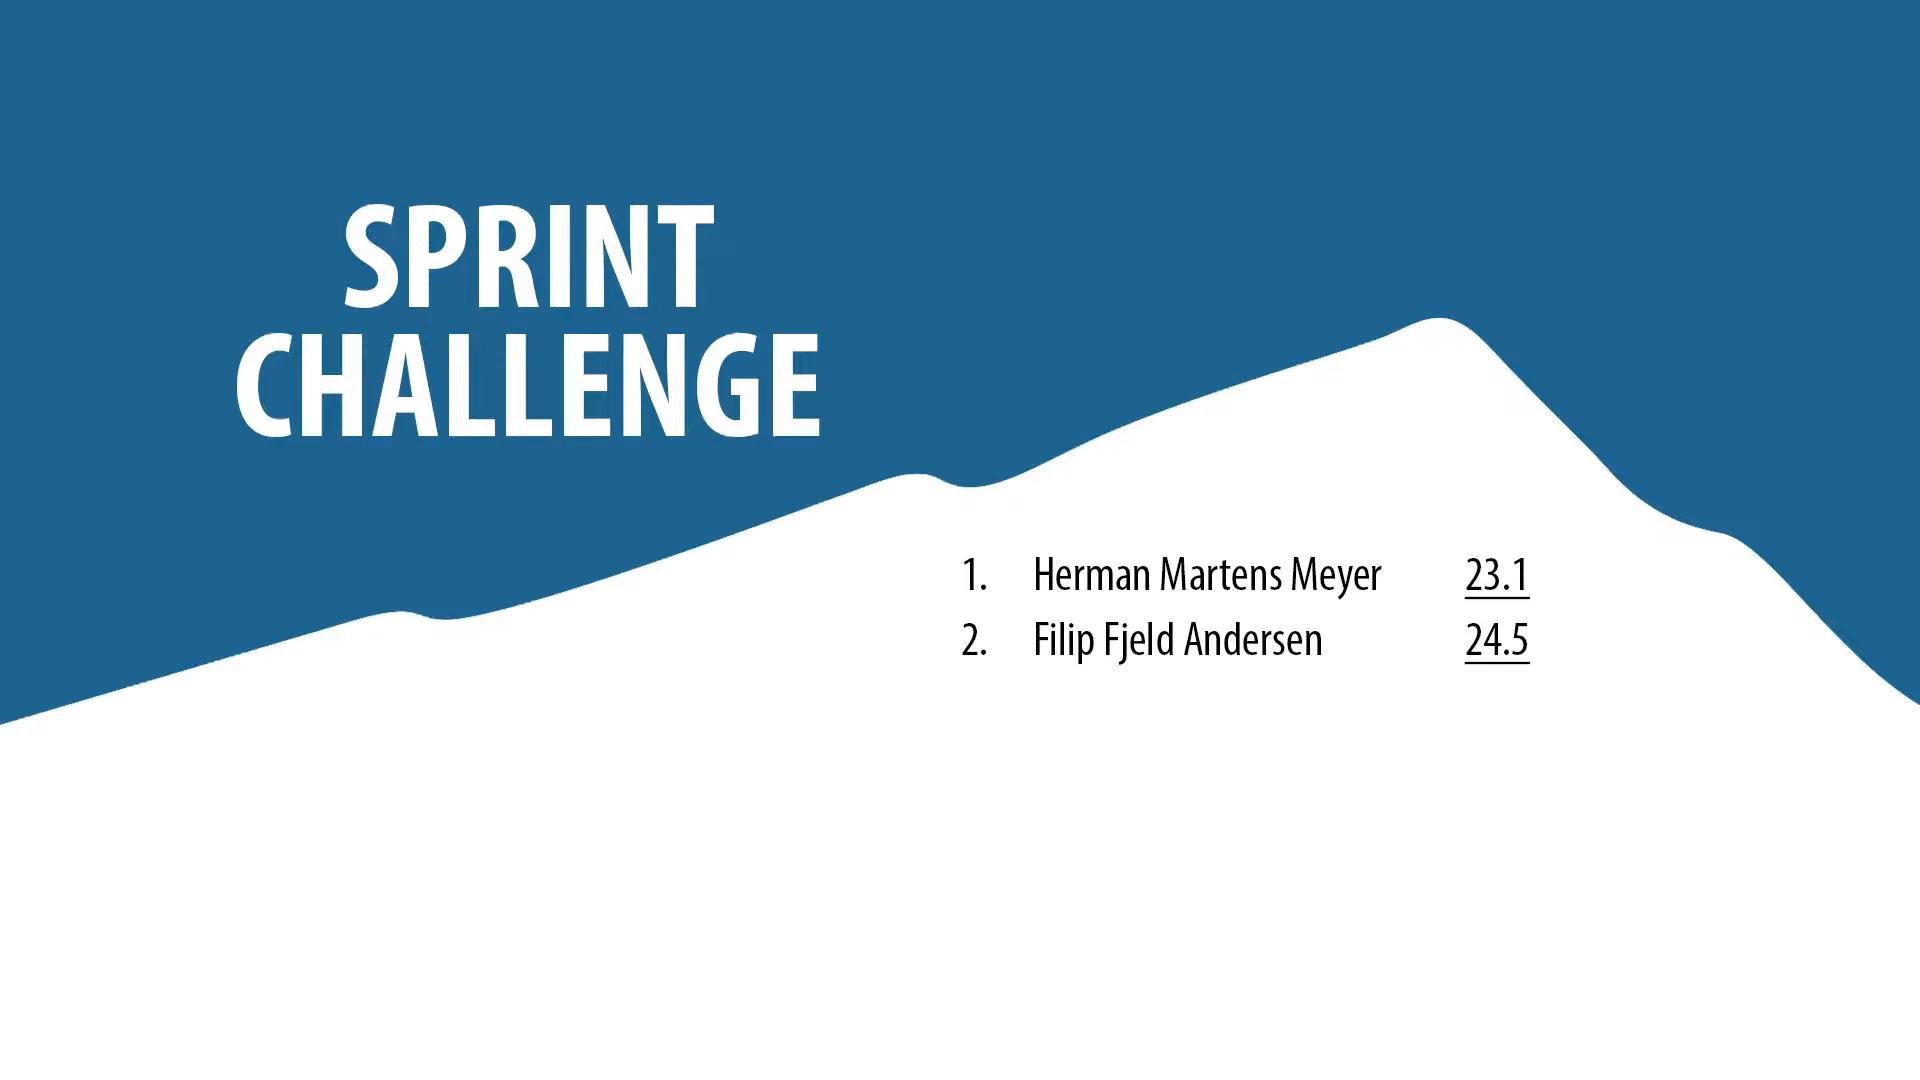 SPRINT
CHALLENGE
1. Herman Martens Meyer 23.1
2. Filip Fjeld Andersen 24.5